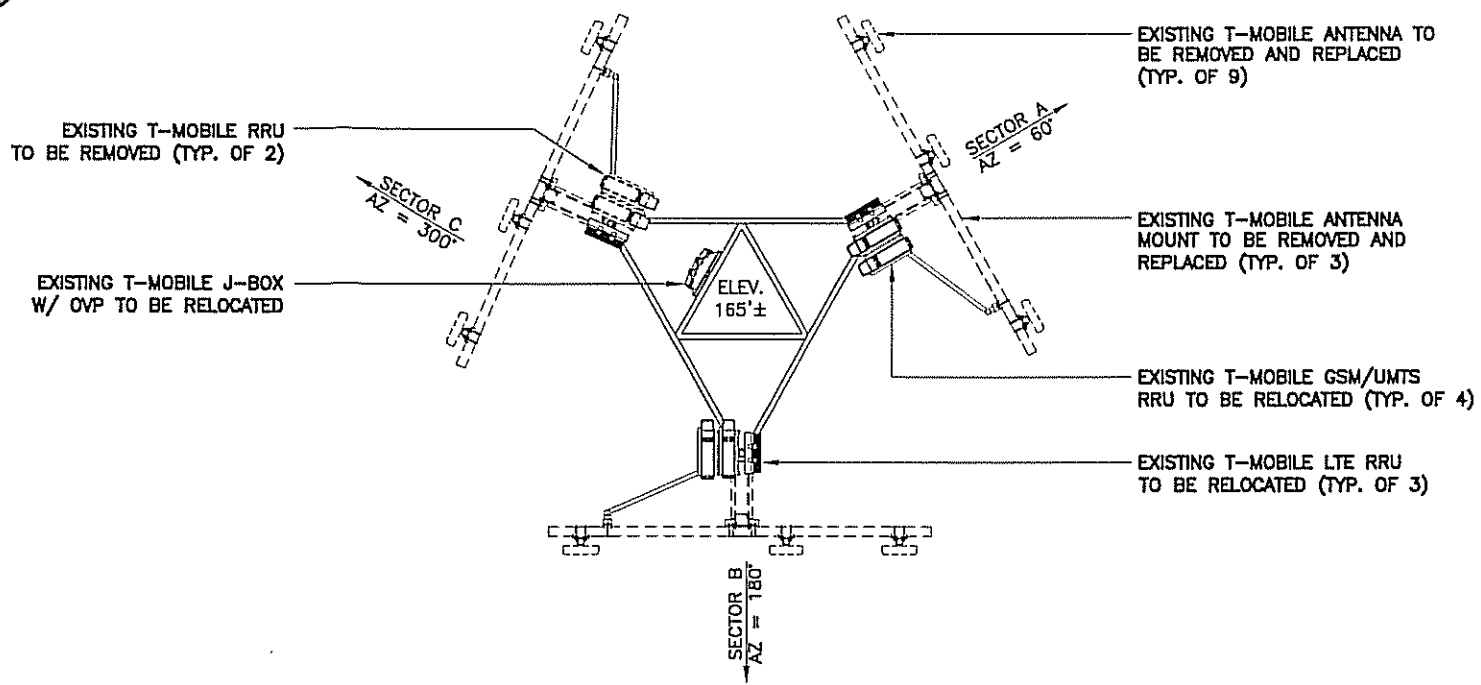 EXISTING T-MOBILE ANTENNA TO
BE REMOVED AND REPLACED
(TYP. OF 9)
EXISTING T-MOBILE RRU
TO BE REMOVED (TYP. OF 2)
SECTOR A
AZ = 60°
SECTOR C
AZ = 300°
EXISTING T-MOBILE ANTENNA
MOUNT TO BE REMOVED AND
REPLACED (TYP. OF 3)
EXISTING T-MOBILE J-BOX
W/ OVP TO BE RELOCATED
ELEV.
165'±
EXISTING T-MOBILE GSM/UMTS
RRU TO BE RELOCATED (TYP. OF 4)
EXISTING T-MOBILE LTE RRU
TO BE RELOCATED (TYP. OF 3)
SECTOR B
AZ = 180°